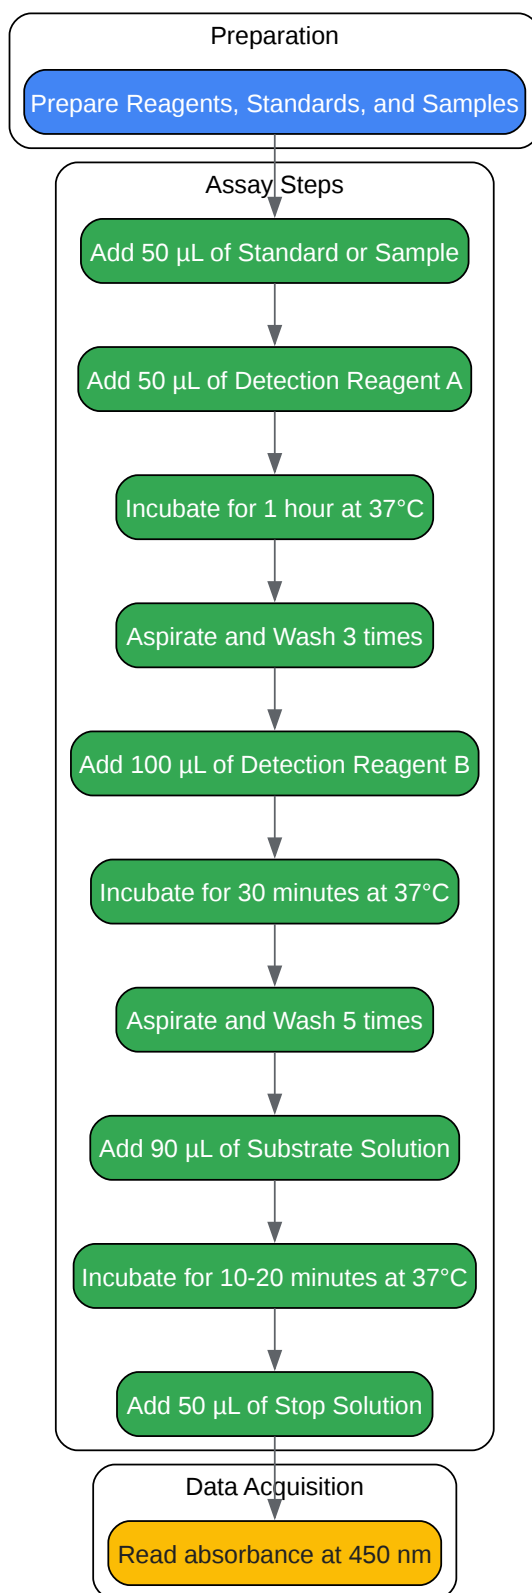 Preparation
Prepare Reagents, Standards, and Samples
Assay Steps
Add 50 µL of Standard or Sample
Add 50 µL of Detection Reagent A
Incubate for 1 hour at 37°C
Aspirate and Wash 3 times
Add 100 µL of Detection Reagent B
Incubate for 30 minutes at 37°C
Aspirate and Wash 5 times
Add 90 µL of Substrate Solution
Incubate for 10-20 minutes at 37°C
Add 50 µL of Stop Solution
Data Acquisition
Read absorbance at 450 nm